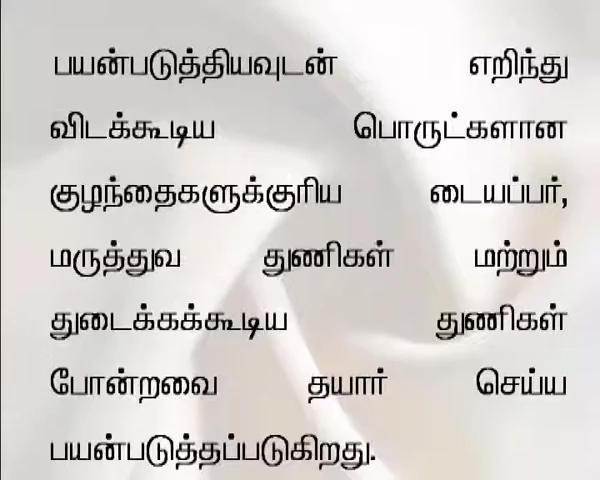 பயன்படுத்தியவுடன் எறிந்து
விடக்கூடிய பொருட்களான
குழந்தைகளுக்குரிய டையப்பர்,
மருத்துவ துணிகள் மற்றும்
துடைக்கக்கூடிய துணிகள்
போன்றவை தயார் செய்ய
பயன்படுத்தப்படுகிறது.